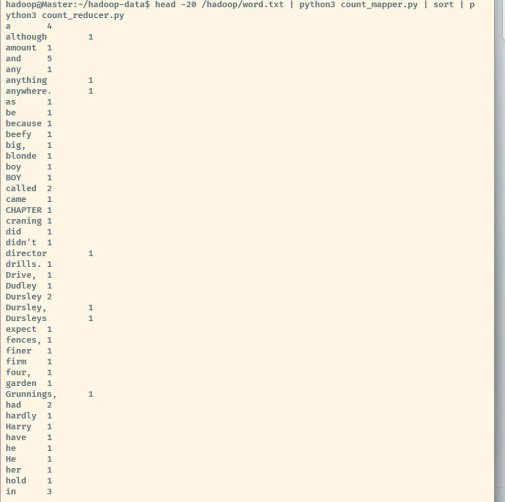 hadoop@Master:~/hadoop-data$ head -20 /hadoop/word.txt | python3 count_mapper.py | sort | p
ython3 count_reducer.py
a	4
although	1
amount	1
and	5
any	1
anything	1
anywhere.	1
as	1
be	1
because	1
beefy	1
big,	1
blonde	1
boy	1
BOY	1
called	2
came	1
CHAPTER	1
craning	1
did	1
didn't	1
director	1
drills.	1
Drive,	1
Dudley	1
Dursley	2
Dursley,	1
Dursleys	1
expect	1
fences,	1
finer	1
firm	1
four,	1
garden	1
Grunnings,	1
had	2
hardly	1
Harry	1
have	1
he	1
He	1
her	1
hold	1
in	3